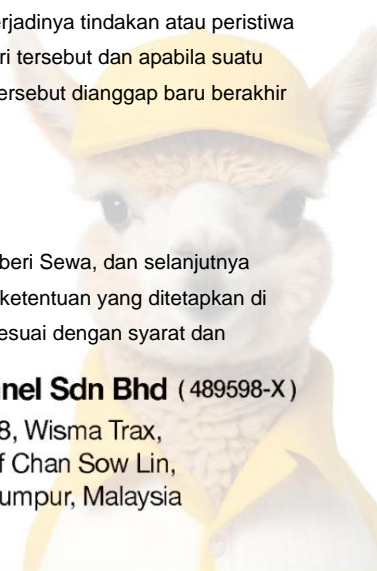 erjadinya tindakan atau peristiwa
ri tersebut dan apabila suatu
ersebut dianggap baru berakhir
beri Sewa, dan selanjutnya
ketentuan yang ditetapkan di
esuai dengan syarat dan
nel Sdn Bhd (489598-X)
8, Wisma Trax,
f Chan Sow Lin,
umpur, Malaysia